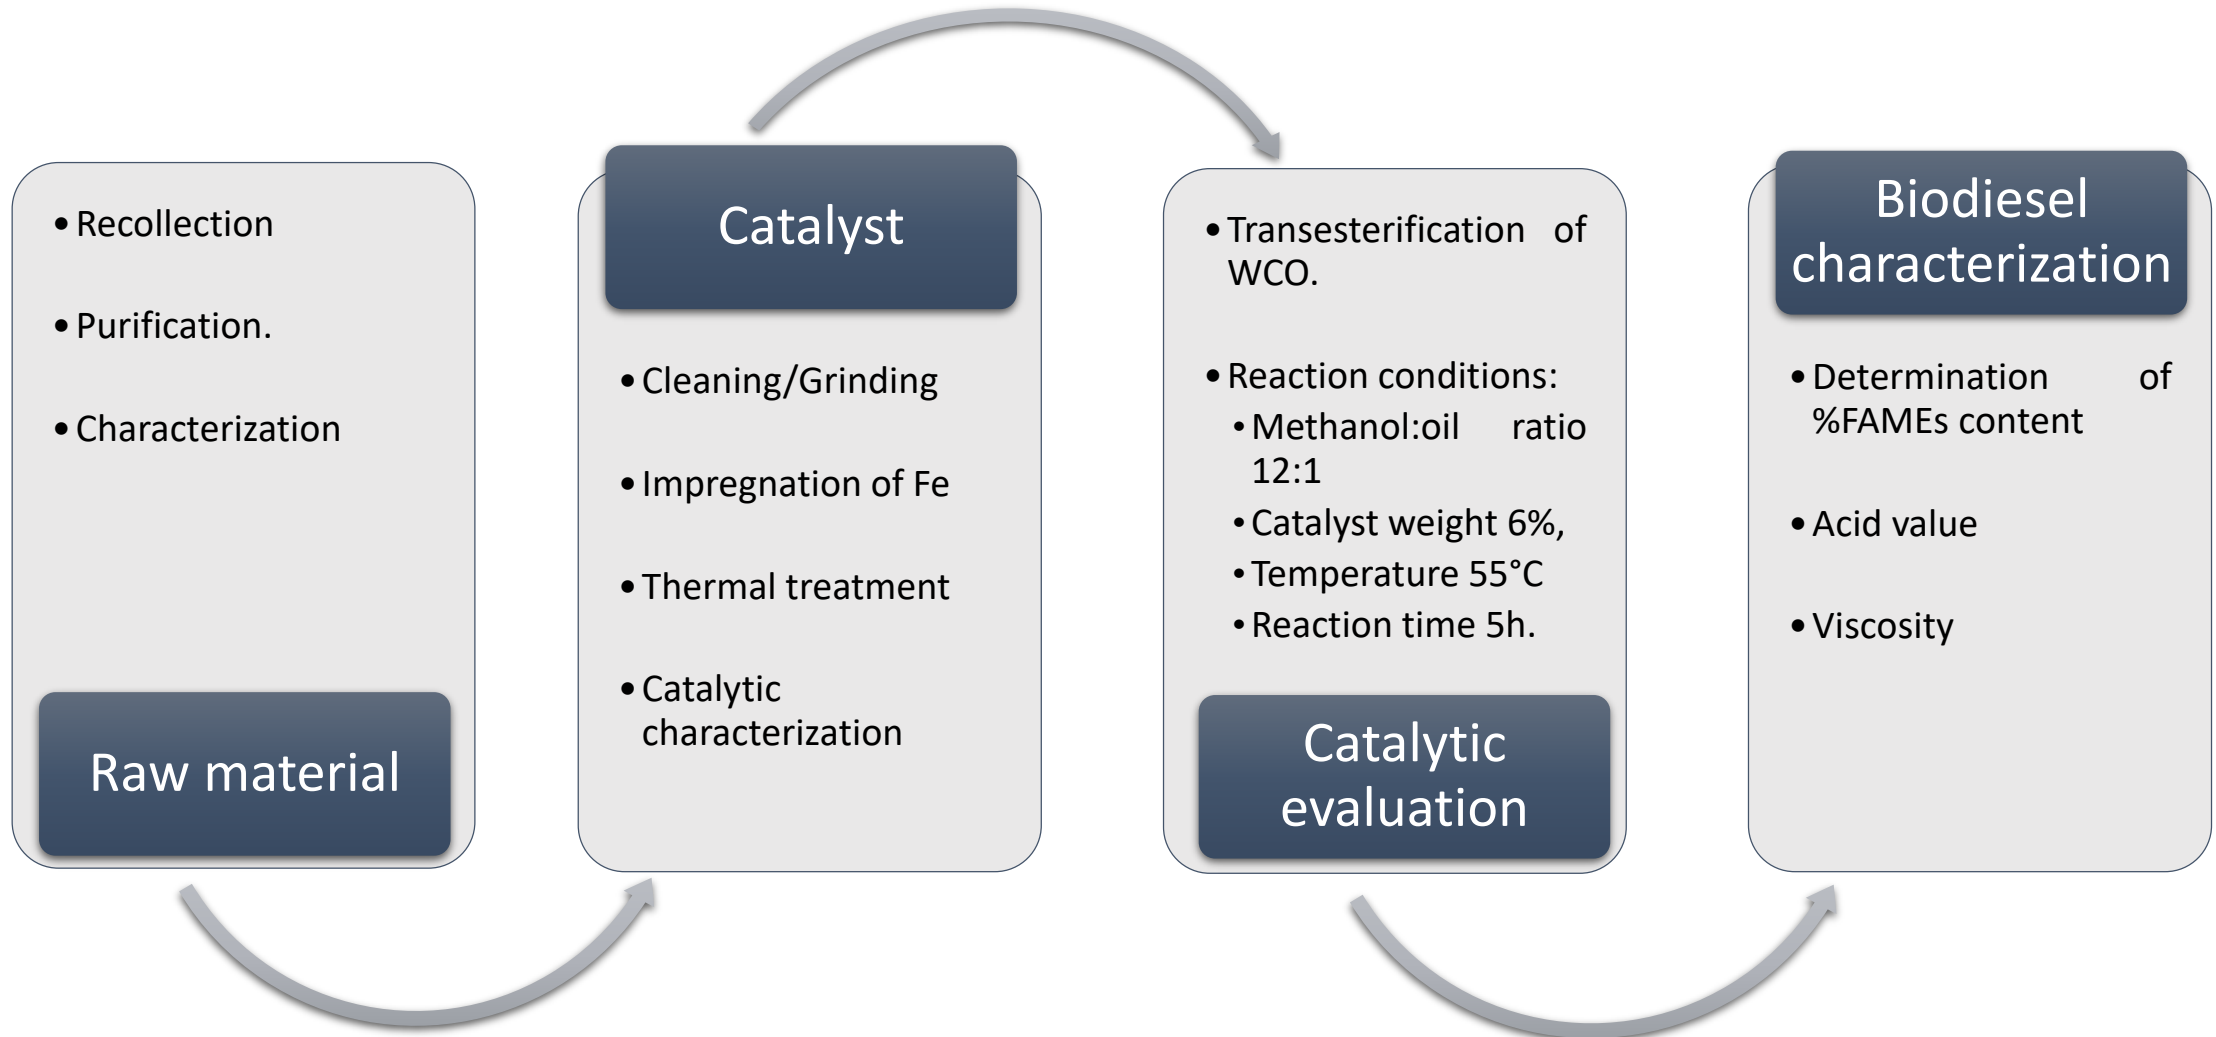 • Recollection
• Purification.
• Characterization
Raw material
Catalyst
• Cleaning/Grinding
• Impregnation of Fe
• Thermal treatment
• Catalytic
characterization
• Transesterification of
WCO.
• Reaction conditions:
• Methanol:oil ratio
12:1
• Catalyst weight 6%,
• Temperature 55°C
• Reaction time 5h.
Catalytic
evaluation
Biodiesel
characterization
• Determination of
%FAMEs content
• Acid value
• Viscosity